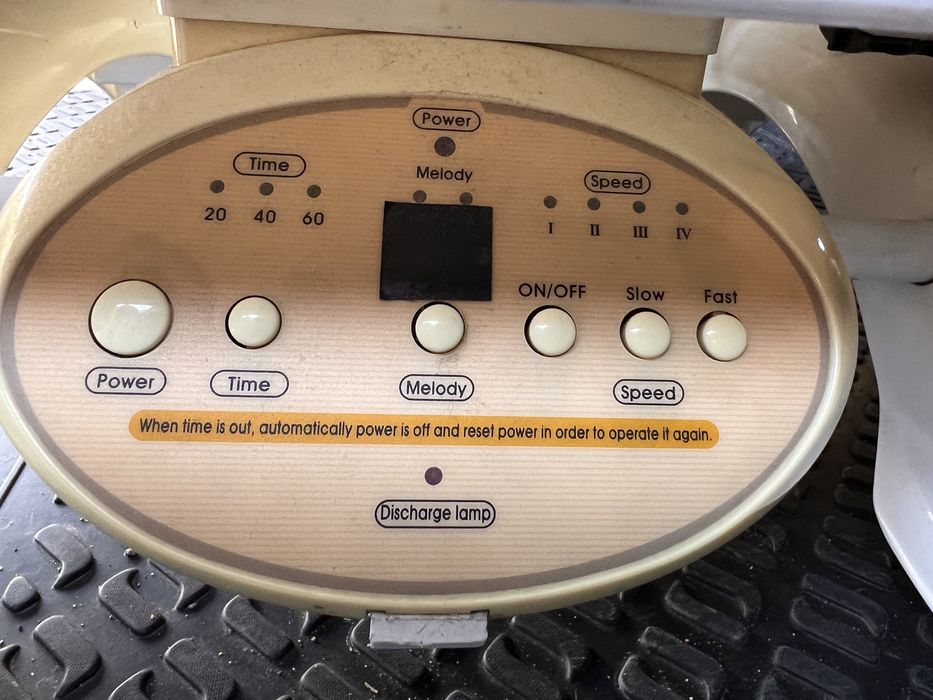 Power
Time
Melody
Speed
20 40 60
I II III IV
ON/OFF Slow Fast
Power Time Melody Speed
When time is out, automatically power is off and reset power in order to operate it again.
Discharge lamp